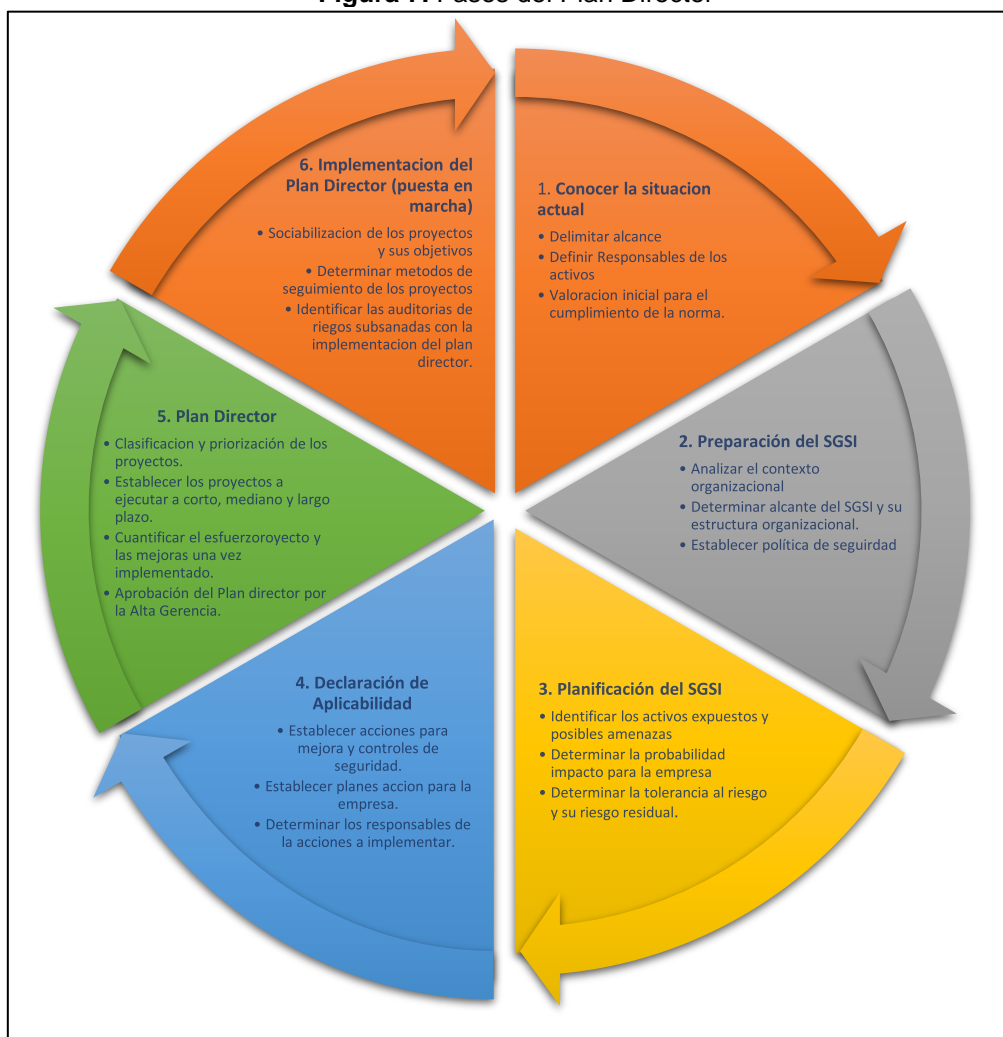 Figura del Plan Director
1. Conocer la situacion
actual
• Delimitar alcance
• Definir Responsables de los
activos
• Valoracion inicial para el
cumplimiento de la norma.
2. Preparación del SGSI
• Analizar el contexto
organizacional
• Determinar alcante del SGSI y su
estructura organizacional.
• Establecer política de seguirdad
3. Planificación del SGSI
• Identificar los activos expuestos y
posibles amenazas
• Determinar la probabilidad
impacto para la empresa
• Determinar la tolerancia al riesgo
y su riesgo residual.
4. Declaración de
Aplicabilidad
• Establecer acciones para
mejora y controles de
seguridad.
• Establecer planes accion para la
empresa.
• Determinar los responsables de
la acciones a implementar.
5. Plan Director
• Clasificacion y priorización de los
proyectos.
• Establecer los proyectos a
ejecutar a corto, mediano y largo
plazo.
• Cuantificar el esfuerzoroyecto y
las mejoras una vez
implementado.
• Aprobación del Plan director por
la Alta Gerencia.
6. Implementacion del
Plan Director (puesta en
marcha)
• Sociabilizacion de los proyectos
y sus objetivos
• Determinar metodos de
seguimiento de los proyectos
• Identificar las auditorias de
riegos subsanadas con la
implementacion del plan
director.